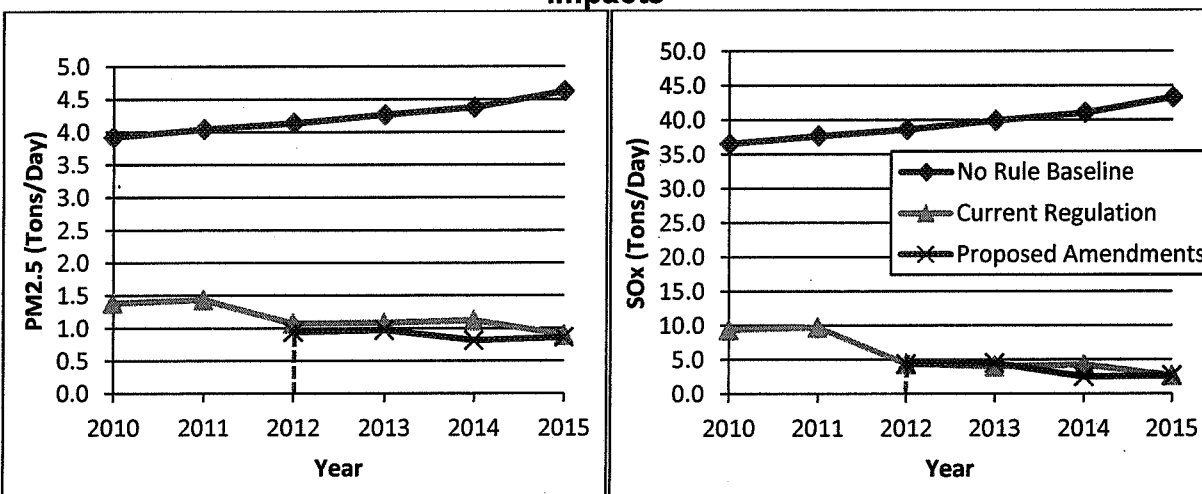 Impacts
5.0
4.5
4.0
3.5
3.0
2.5
2.0
1.5
1.0
0.5
0.0
PM2.5 (Tons/Day)
2010 2011 2012 2013 2014 2015
Year
50.0
45.0
40.0
35.0
30.0
25.0
20.0
15.0
10.0
5.0
0.0
SOx (Tons/Day)
No Rule Baseline
Current Regulation
Proposed Amendments
2010 2011 2012 2013 2014 2015
Year